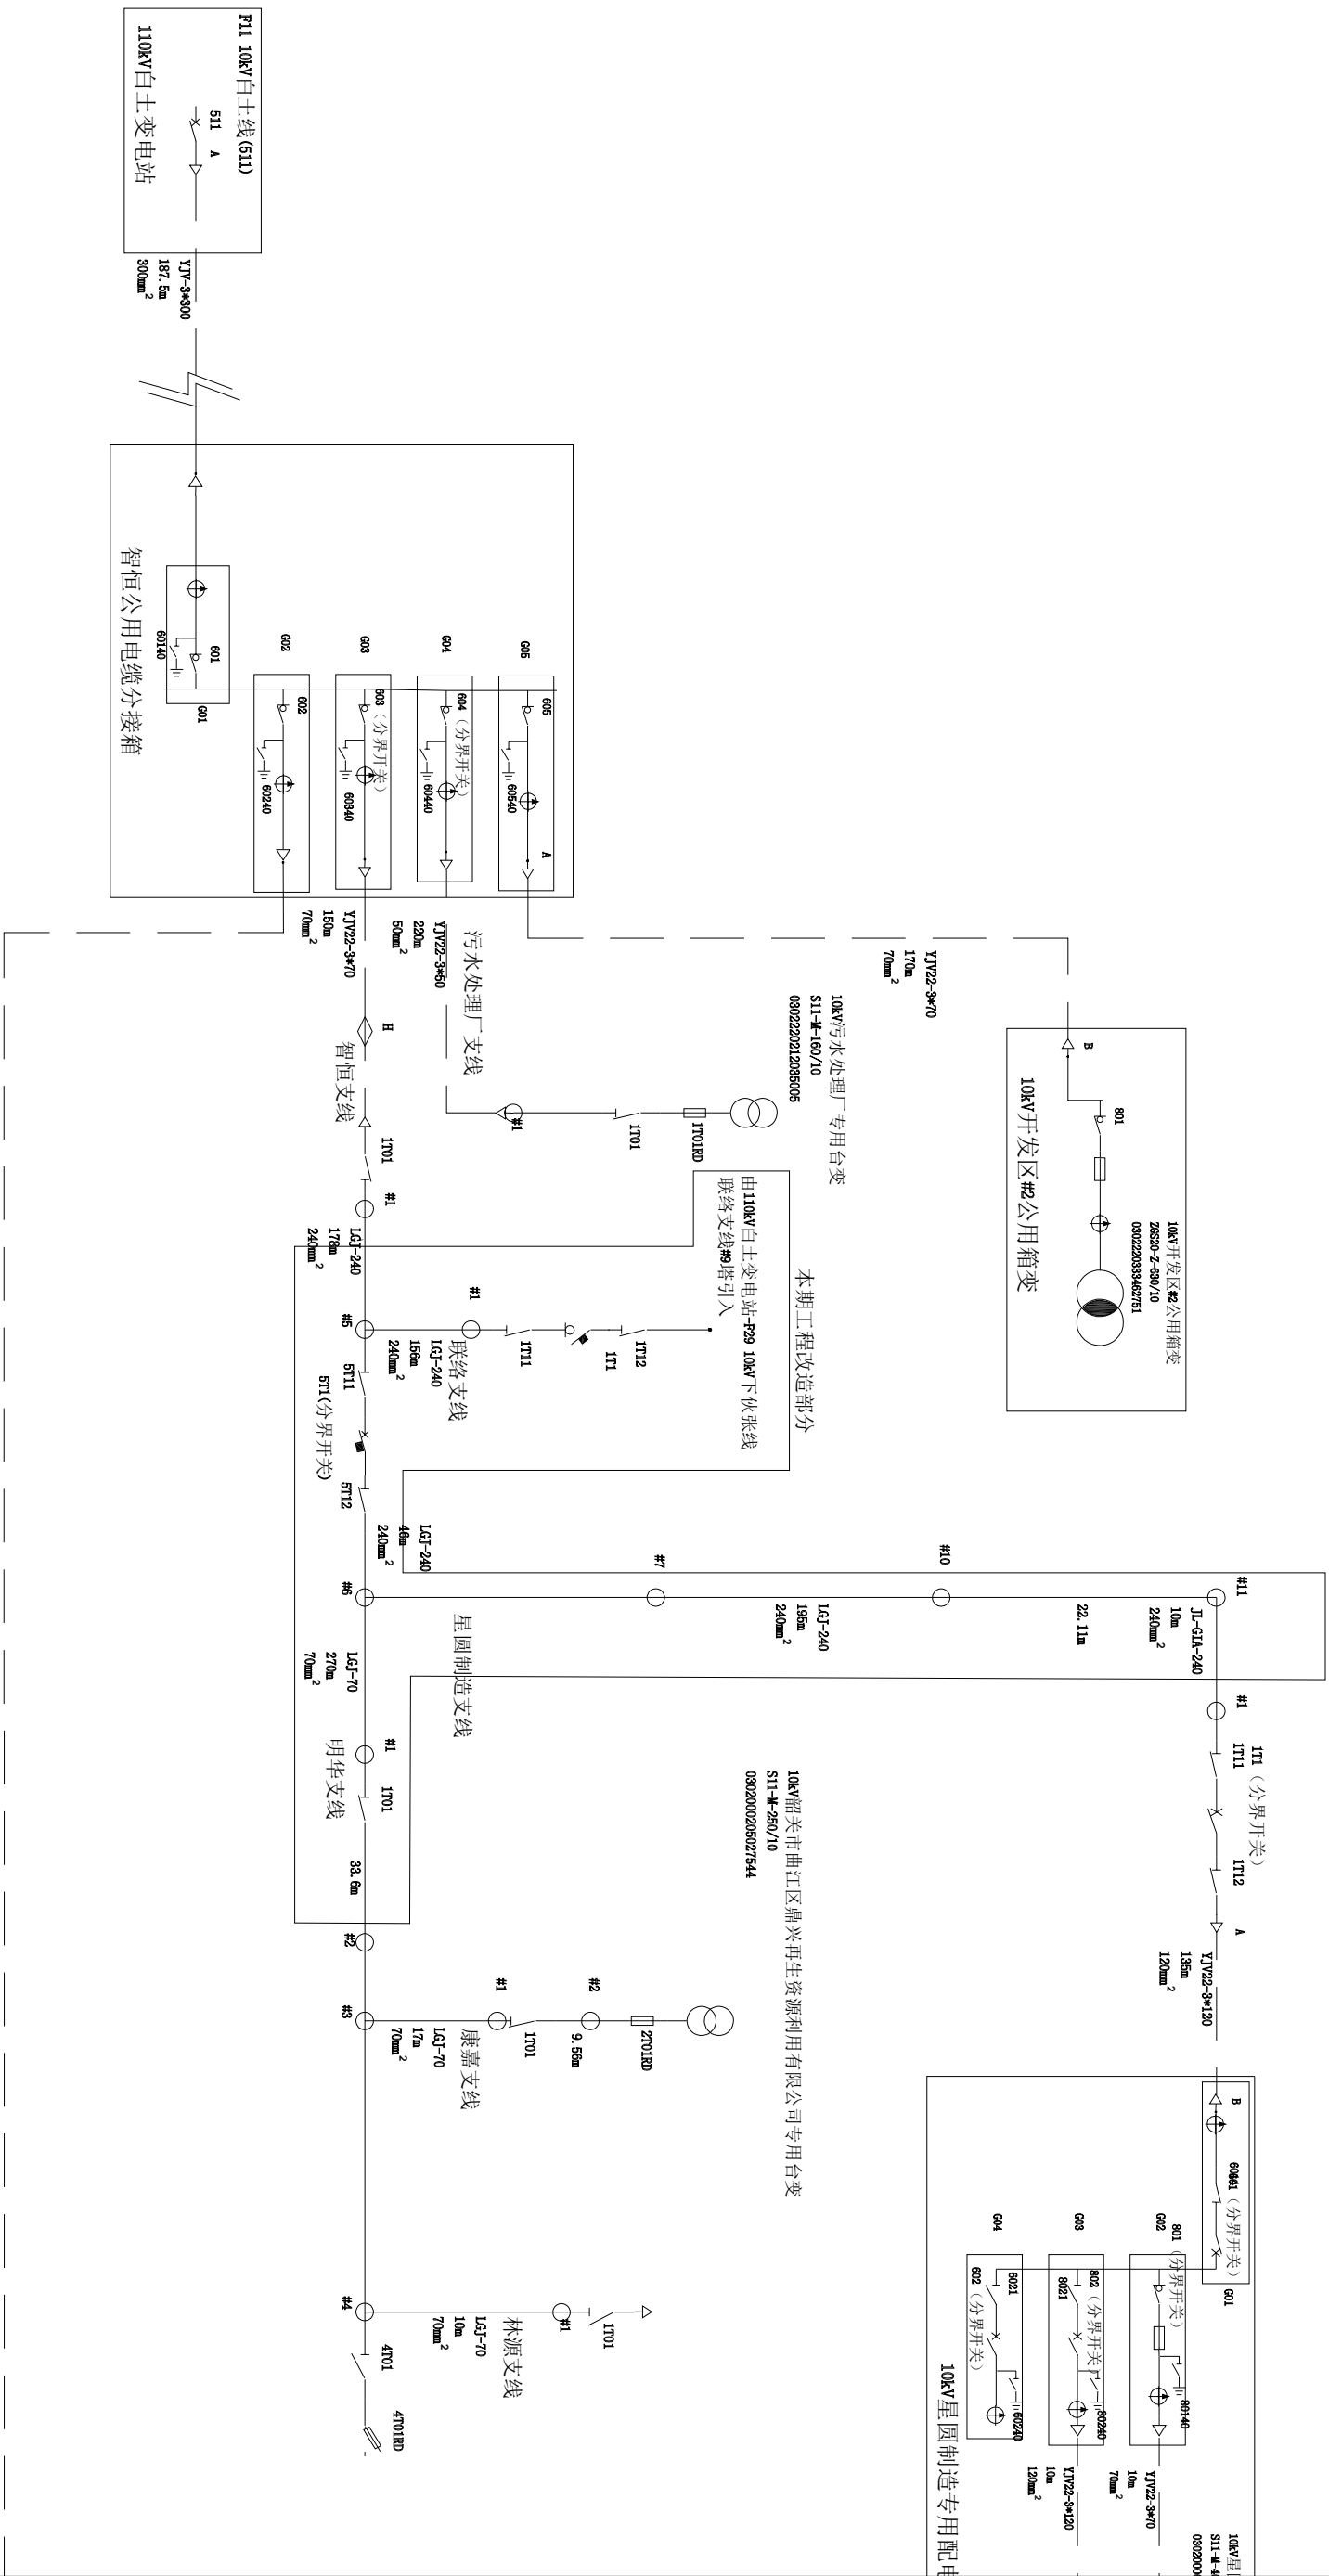 F11 10kV白土线(511)
511 A
110kV白土变电站
YJV-3*300
187.5m
300mm²
智恒公用电缆分接箱
601
60140
G01
G02
602
60240
G03
603（分界开关）
60340
G04
604（分界开关）
60440
G05
605
60540
A
YJV22-3*70
150m
70mm²
YJV22-3*50
220m
50mm²
污水处理厂支线
YJV22-3*70
170m
70mm²
H
智恒支线
1T01
#1
LGJ-240
178m
240mm²
#1
1T01
1T01RD
10kV污水处理厂专用台变
S11-M-160/10
0302220212035005
B
801
10kV开发区#2公用箱变
10kV开发区#2公用箱变
ZGS20-Z-630/10
0302220333462751
本期工程改造部分
由110kV白土变电站-F29 10kV下伙张线
联络支线#9塔引入
#5
#1
联络支线
LGJ-240
156m
240mm²
1T11
1T1
1T12
5T11
5T1(分界开关)
5T12
LGJ-240
46m
240mm²
#6
#7
#10
#11
LGJ-240
195m
240mm²
22.11m
JL-G1A-240
10m
240mm²
星圆制造支线
LGJ-70
270m
70mm²
#1
1T01
明华支线
33.6m
#2
#1
1T1（分界开关）
1T11
1T12
A
YJV22-3*120
135m
120mm²
10kV韶关市曲江区鼎兴再生资源利用有限公司专用台变
S11-M-250/10
0302000205027544
#3
#1
#2
1T01
9.56m
2T01RD
LGJ-70
17m
70mm²
康嘉支线
#4
#1
1T01
LGJ-70
10m
70mm²
林源支线
4T01
4T01RD
B
（分界开关）
G01
G02
801（分界开关）
80140
G03
802（分界开关）
8021
80240
G04
6021
602（分界开关）
60240
YJV22-3*70
10m
70mm²
YJV22-3*120
10m
120mm²
10kV星圆制造专用配电
10kV星
S11-M-4
0302000